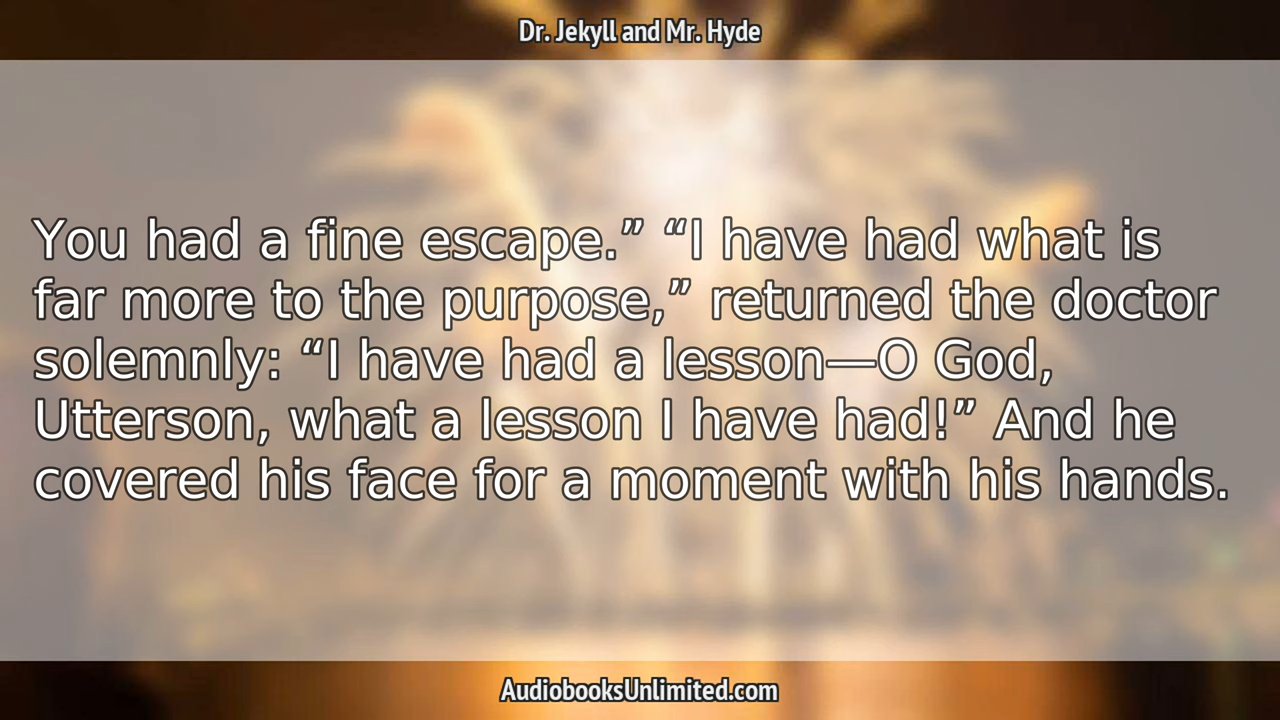 Dr. Jekyll and Mr. Hyde
You had a fine escape.” “I have had what is
far more to the purpose,” returned the doctor
solemnly: “I have had a lesson—O God,
Utterson, what a lesson I have had!” And he
covered his face for a moment with his hands.
AudiobooksUnlimited.com